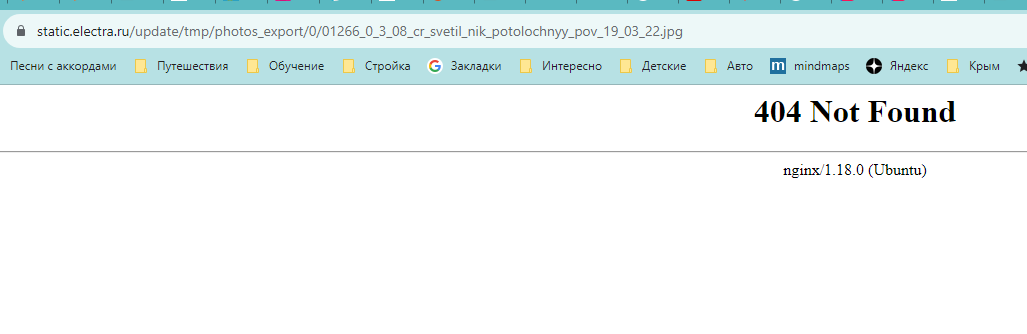 static.electra.ru/update/tmp/photos_export/0/01266_0_3_08_cr_svetil_nik_potolochnyy_pov_19_03_22.jpg
Песни с аккордами Путешествия Обучение Стройка Закладки Интересно Детские Авто m mindmaps Яндекс Крым
404 Not Found
nginx/1.18.0 (Ubuntu)